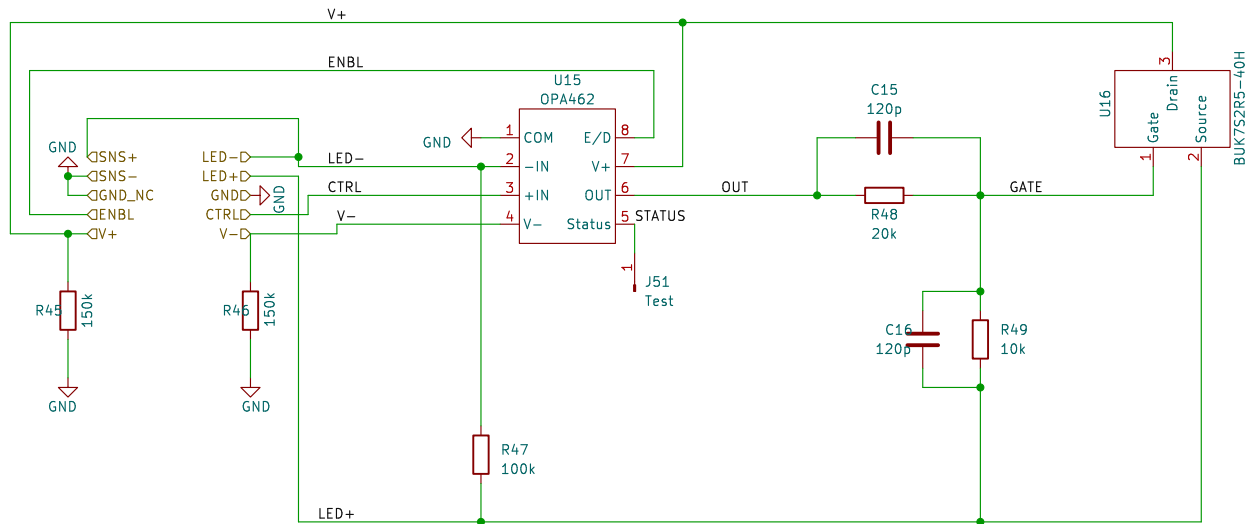 V+
ENBL
U15
OPA462
C15
120p
U16
BUK7S2R5-40H
3
Drain
Gate
Source
1
2
GND
SNS+
SNS-
GND_NC
ENBL
V+
LED-
LED+
GND
CTRL
V-
GND
LED-
CTRL
V-
GND
1
COM
2
-IN
3
+IN
4
V-
E/D
8
V+
7
OUT
6
Status
5
STATUS
OUT
GATE
R48
20k
1
J51
Test
R45
150k
R46
150k
C16
120p
R49
10k
GND
GND
R47
100k
LED+